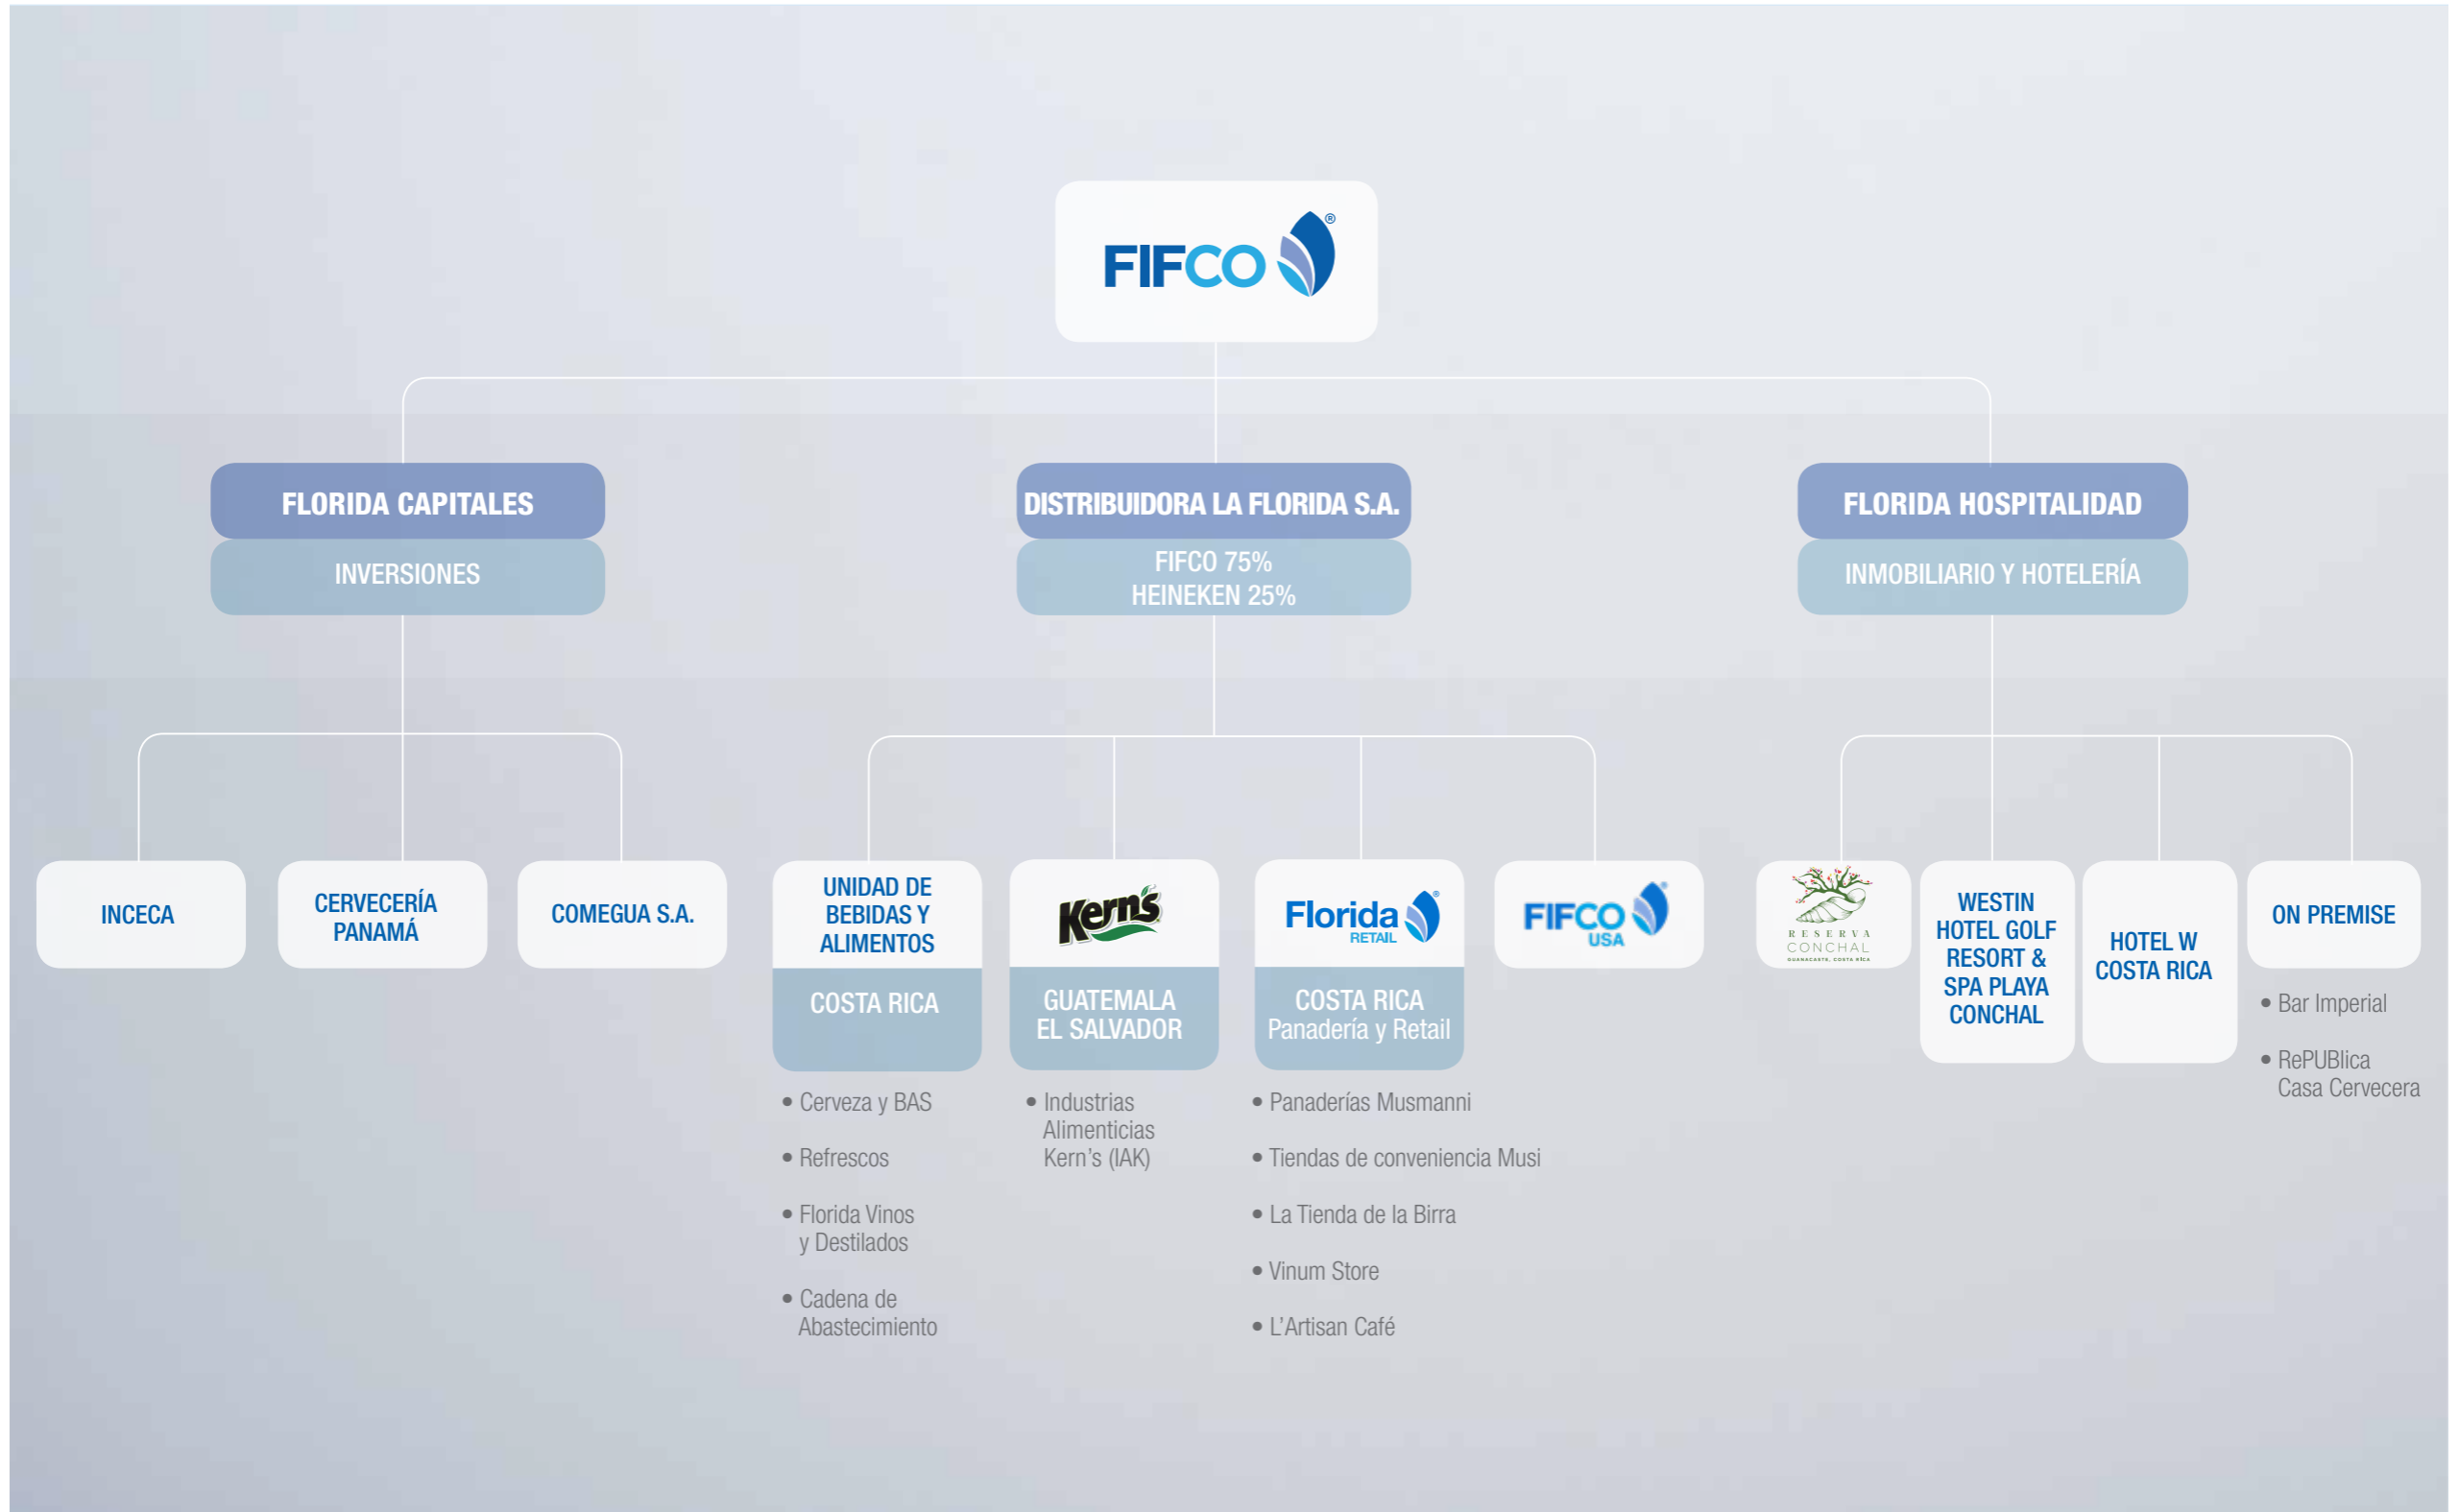 FIFCO ®
FLORIDA CAPITALES
INVERSIONES
DISTRIBUIDORA LA FLORIDA S.A.
FIFCO 75%
HEINEKEN 25%
FLORIDA HOSPITALIDAD
INMOBILIARIO Y HOTELERÍA
INCECA
CERVECERÍA
PANAMÁ
COMEGUA S.A.
UNIDAD DE
BEBIDAS Y
ALIMENTOS
COSTA RICA
• Cerveza y BAS
• Refrescos
• Florida Vinos
y Destilados
• Cadena de
Abastecimiento
Kern's
GUATEMALA
EL SALVADOR
• Industrias
Alimenticias
Kern's (IAK)
Florida ®
RETAIL
COSTA RICA
Panadería y Retail
• Panaderías Musmanni
• Tiendas de conveniencia Musi
• La Tienda de la Birra
• Vinum Store
• L'Artisan Café
FIFCO
USA
RESERVA
CONCHAL
GUANACASTE, COSTA RICA
WESTIN
HOTEL GOLF
RESORT &
SPA PLAYA
CONCHAL
HOTEL W
COSTA RICA
ON PREMISE
• Bar Imperial
• RePUBlica
Casa Cervecera